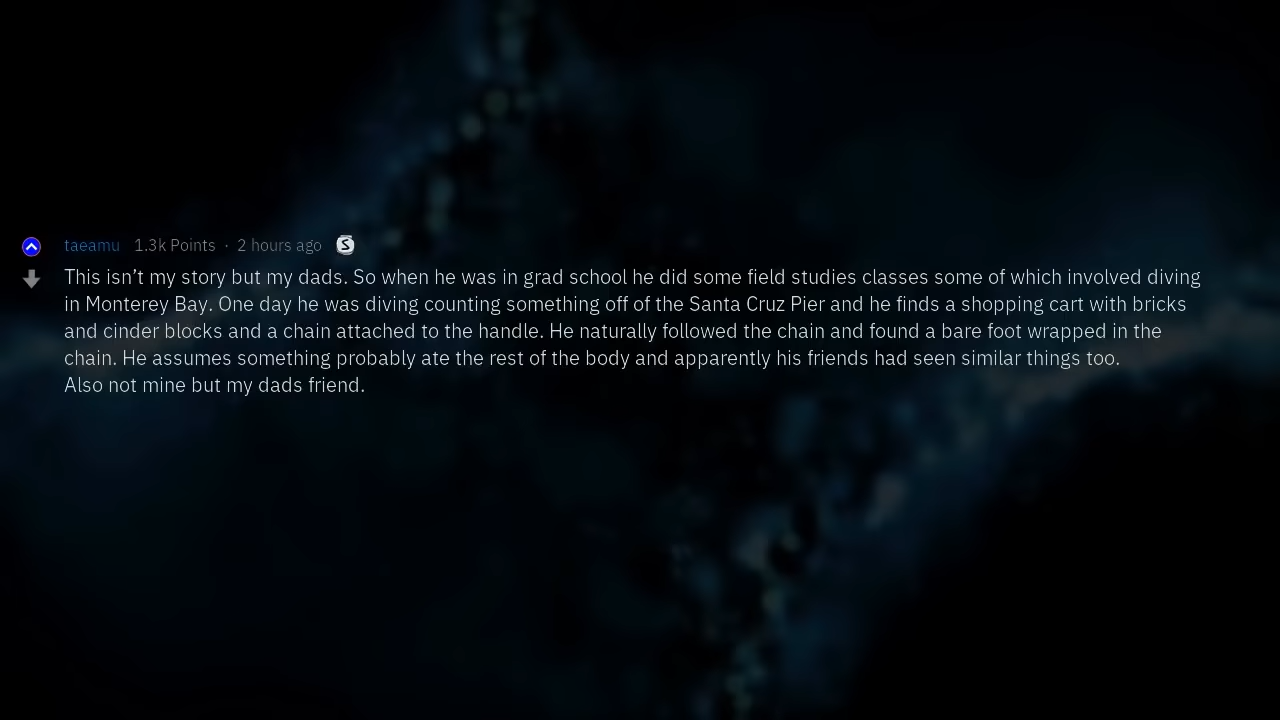 taeamu 1.3k Points · 2 hours ago
This isn’t my story but my dads. So when he was in grad school he did some field studies classes some of which involved diving
in Monterey Bay. One day he was diving counting something off of the Santa Cruz Pier and he finds a shopping cart with bricks
and cinder blocks and a chain attached to the handle. He naturally followed the chain and found a bare foot wrapped in the
chain. He assumes something probably ate the rest of the body and apparently his friends had seen similar things too.
Also not mine but my dads friend.